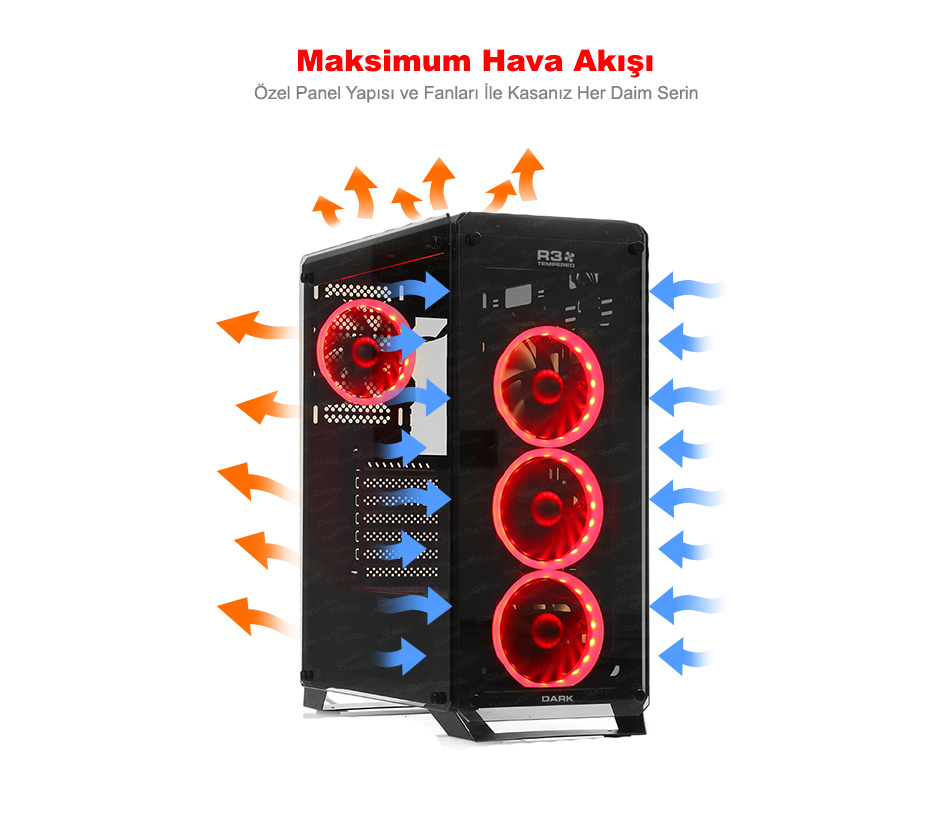 Maksimum Hava Akışı
Özel Panel Yapısı ve Fanları İle Kasanız Her Daim Serin
R3
TEMPERED
DARK